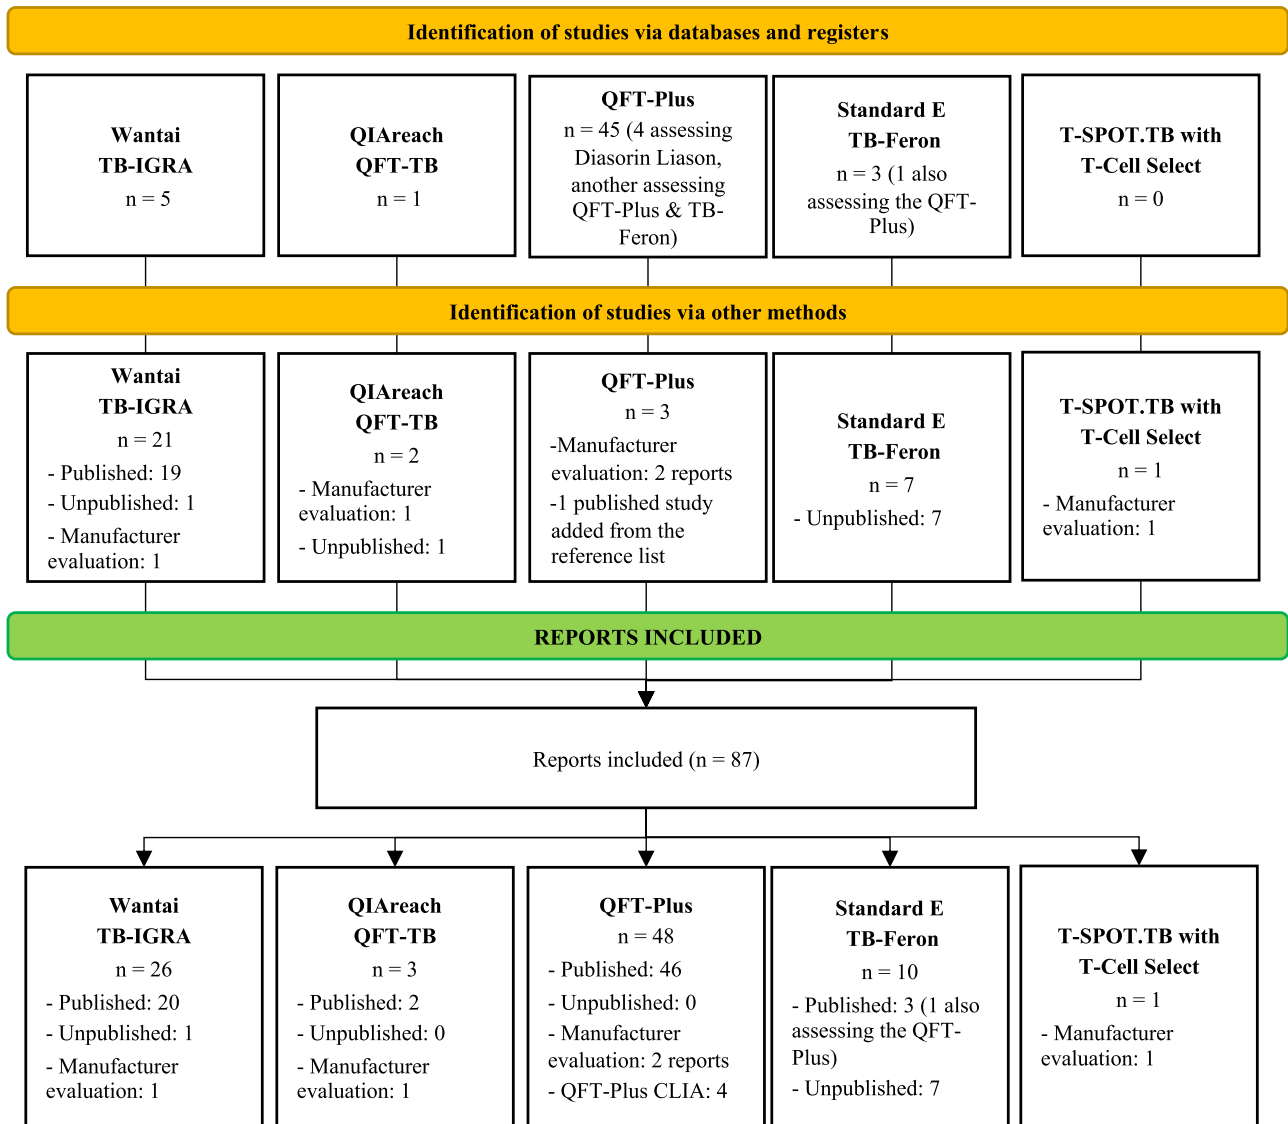 Identification of studies via databases and registers
Wantai
TB-IGRA
n = 5
QIAreach
QFT-TB
n = 1
QFT-Plus
n = 45 (4 assessing
Diasorin Liason,
another assessing
QFT-Plus & TB-
Feron)
Standard E
TB-Feron
n = 3 (1 also
assessing the QFT-
Plus)
T-SPOT.TB with
T-Cell Select
n = 0
Identification of studies via other methods
Wantai
TB-IGRA
n = 21
- Published: 19
- Unpublished: 1
- Manufacturer
evaluation: 1
QIAreach
QFT-TB
n = 2
- Manufacturer
evaluation: 1
- Unpublished: 1
QFT-Plus
n = 3
-Manufacturer
evaluation: 2 reports
-1 published study
added from the
reference list
Standard E
TB-Feron
n = 7
- Unpublished: 7
T-SPOT.TB with
T-Cell Select
n = 1
- Manufacturer
evaluation: 1
REPORTS INCLUDED
Reports included (n = 87)
Wantai
TB-IGRA
n = 26
- Published: 20
- Unpublished: 1
- Manufacturer
evaluation: 1
QIAreach
QFT-TB
n = 3
- Published: 2
- Unpublished: 0
- Manufacturer
evaluation: 1
QFT-Plus
n = 48
- Published: 46
- Unpublished: 0
- Manufacturer
evaluation: 2 reports
- QFT-Plus CLIA: 4
Standard E
TB-Feron
n = 10
- Published: 3 (1 also
assessing the QFT-
Plus)
- Unpublished: 7
T-SPOT.TB with
T-Cell Select
n = 1
- Manufacturer
evaluation: 1